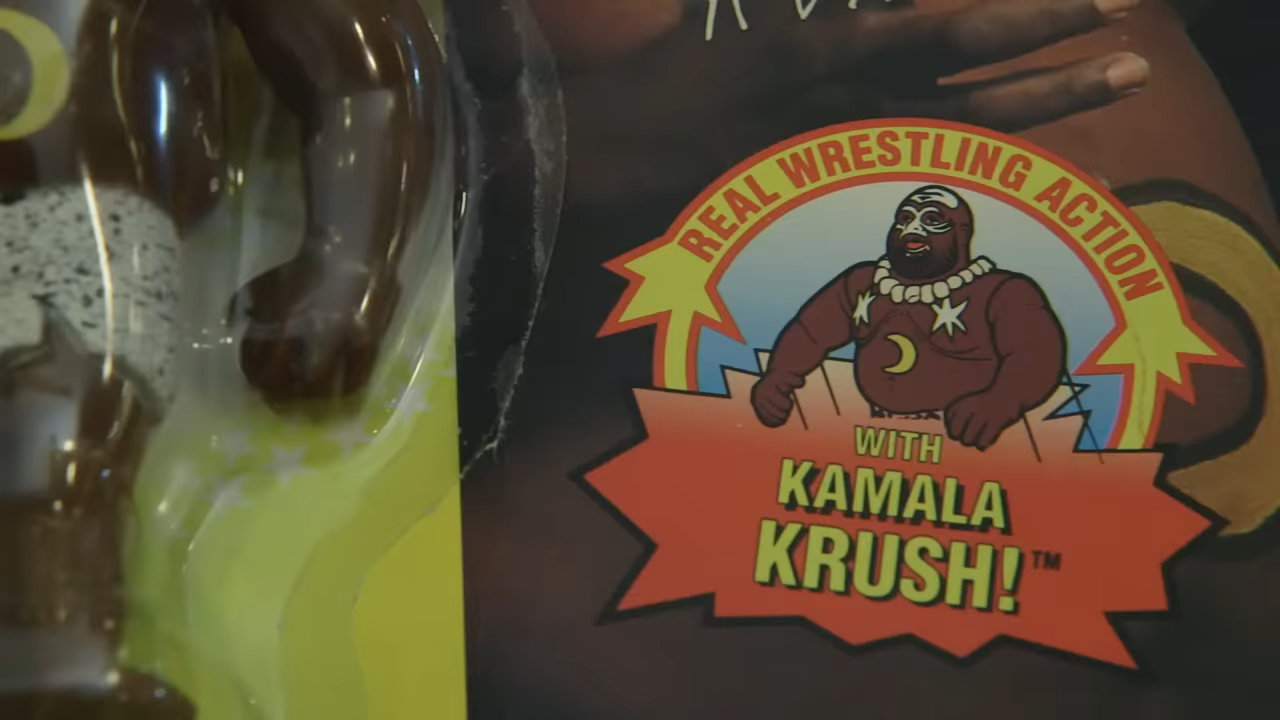 REAL WRESTLING ACTION
WITH
KAMALA
KRUSH!™